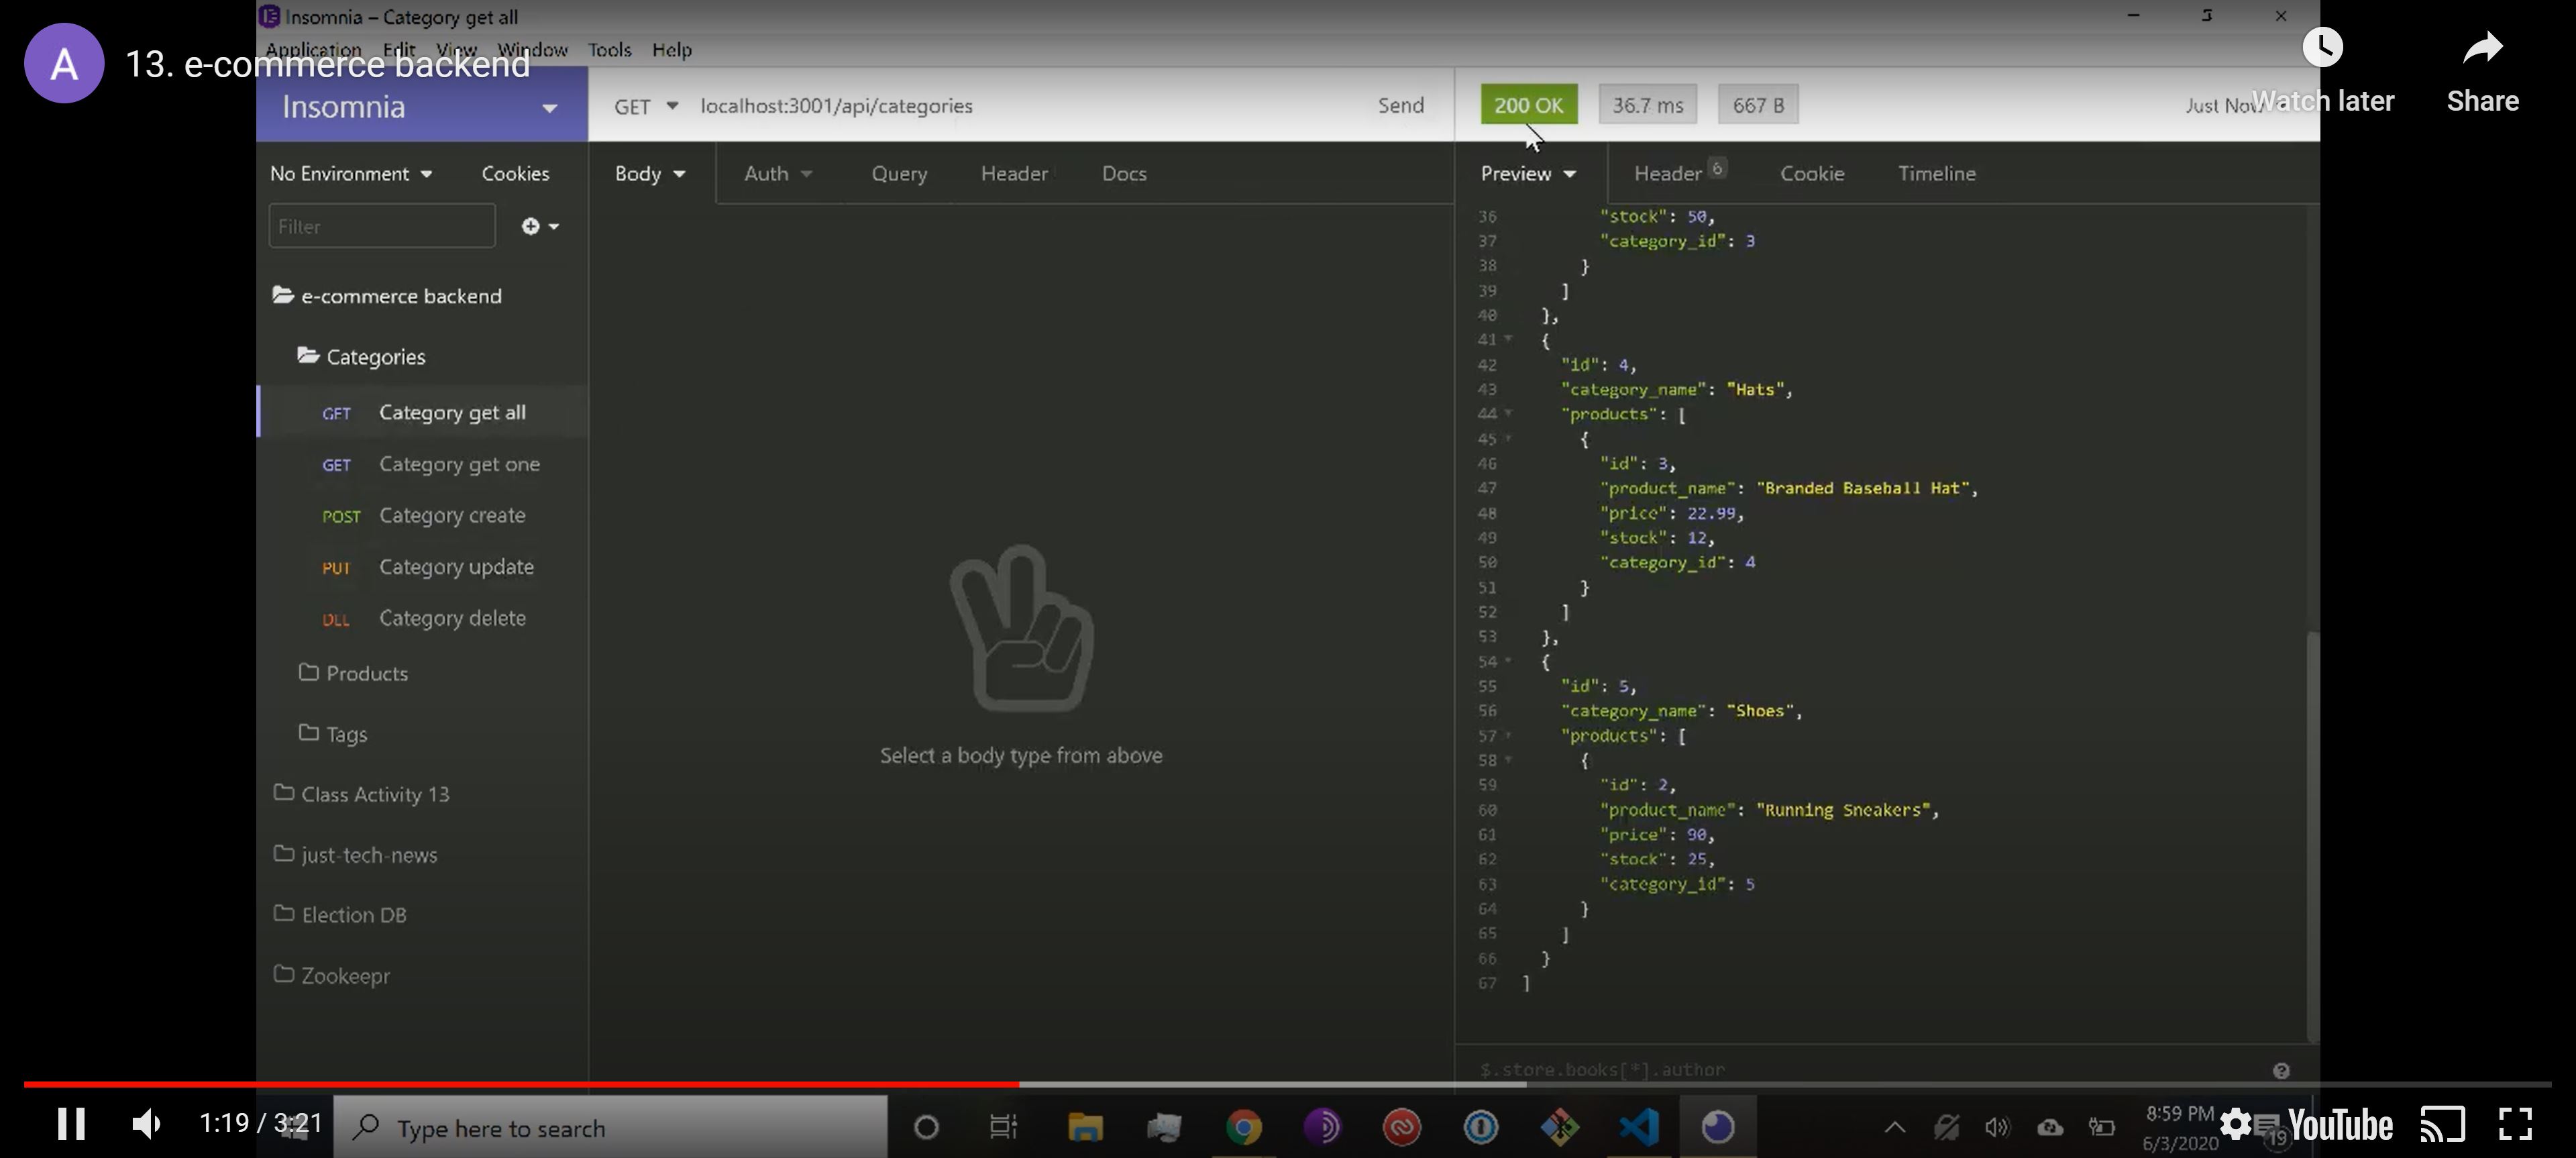 Insomnia – Category get all
A
13. e-commerce backend
Application Edit View Window Tools Help
Watch later
Share
Insomnia
GET localhost:3001/api/categories Send
200 OK 36.7 ms 667 B Just Now
No Environment Cookies
Body Auth Query Header Docs
Preview Header 6 Cookie Timeline
Filter
e-commerce backend
Categories
GET Category get all
GET Category get one
POST Category create
PUT Category update
DEL Category delete
Products
Tags
Class Activity 13
just-tech-news
Election DB
Zookeepr
Select a body type from above
36 "stock": 50,
37 "category_id": 3
38 }
39 ]
40 },
41 {
42 "id": 4,
43 "category_name": "Hats",
44 "products": [
45 {
46 "id": 3,
47 "product_name": "Branded Baseball Hat",
48 "price": 22.99,
49 "stock": 12,
50 "category_id": 4
51 }
52 ]
53 },
54 {
55 "id": 5,
56 "category_name": "Shoes",
57 "products": [
58 {
59 "id": 2,
60 "product_name": "Running Sneakers",
61 "price": 90,
62 "stock": 25,
63 "category_id": 5
64 }
65 ]
66 }
67 ]
$.store.books[*].author
1:19 / 3:21
Type here to search
8:59 PM
6/3/2020
19
YouTube